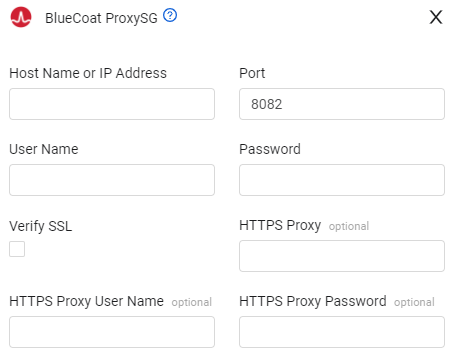 BlueCoat ProxySG ?
X
Host Name or IP Address Port
8082
User Name Password
Verify SSL HTTPS Proxy optional
HTTPS Proxy User Name optional HTTPS Proxy Password optional